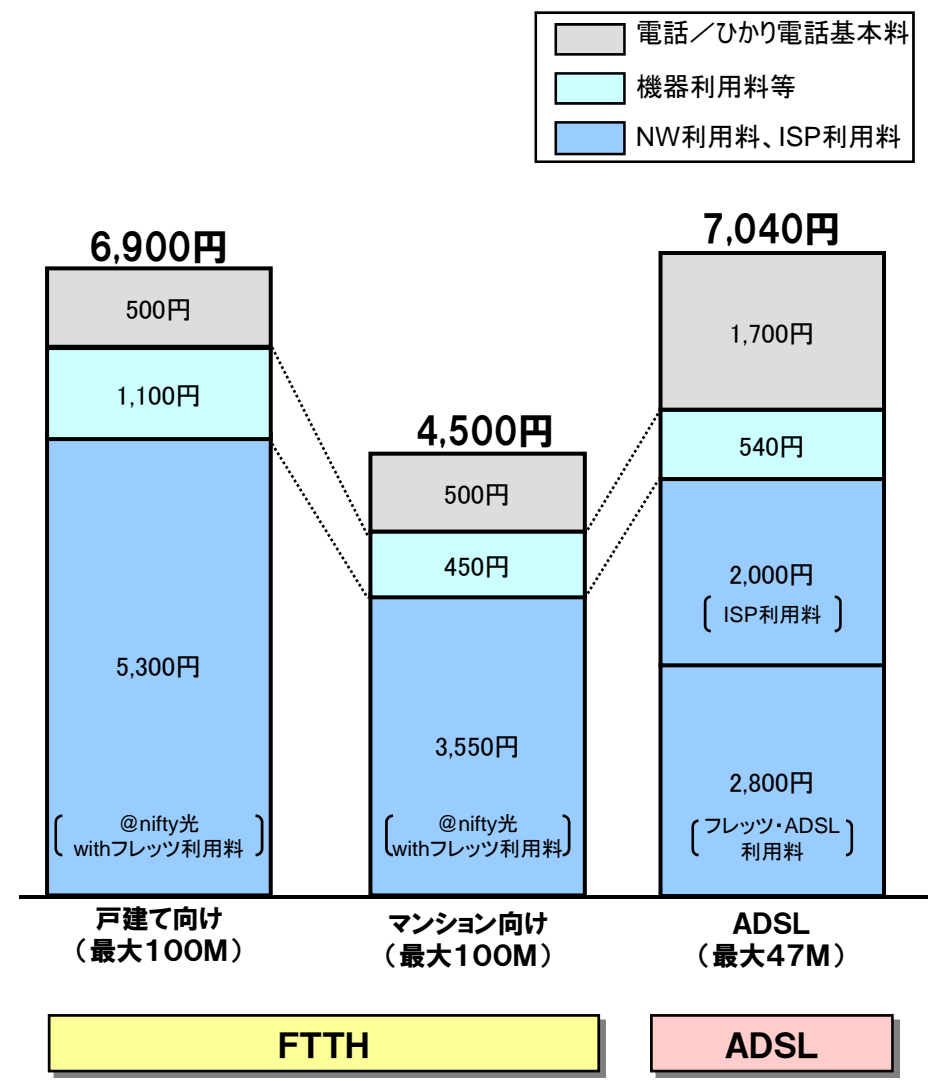 電話／ひかり電話基本料
機器利用料等
NW利用料、ISP利用料
6,900円
500円
1,100円
5,300円
@nifty光
withフレッツ利用料
4,500円
500円
450円
3,550円
@nifty光
withフレッツ利用料
7,040円
1,700円
540円
2,000円
ISP利用料
2,800円
フレッツ・ADSL
利用料
戸建て向け
（最大100M）
マンション向け
（最大100M）
ADSL
（最大47M）
FTTH
ADSL